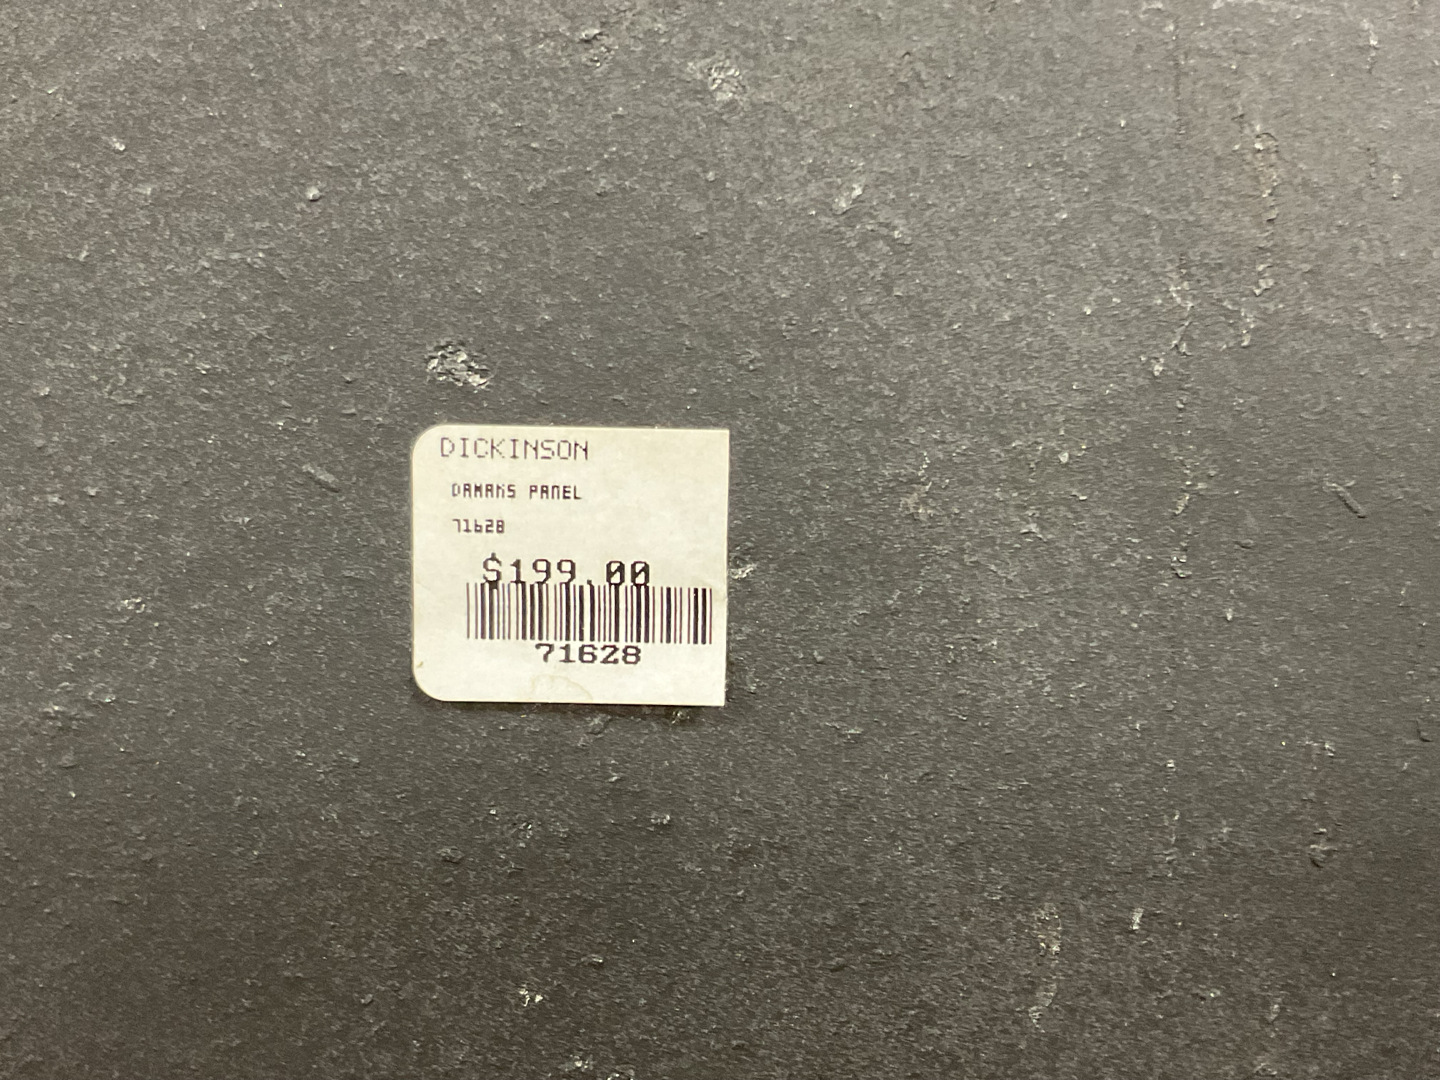 DICKINSON
DAMANS PANEL
71628
$199.00
71628